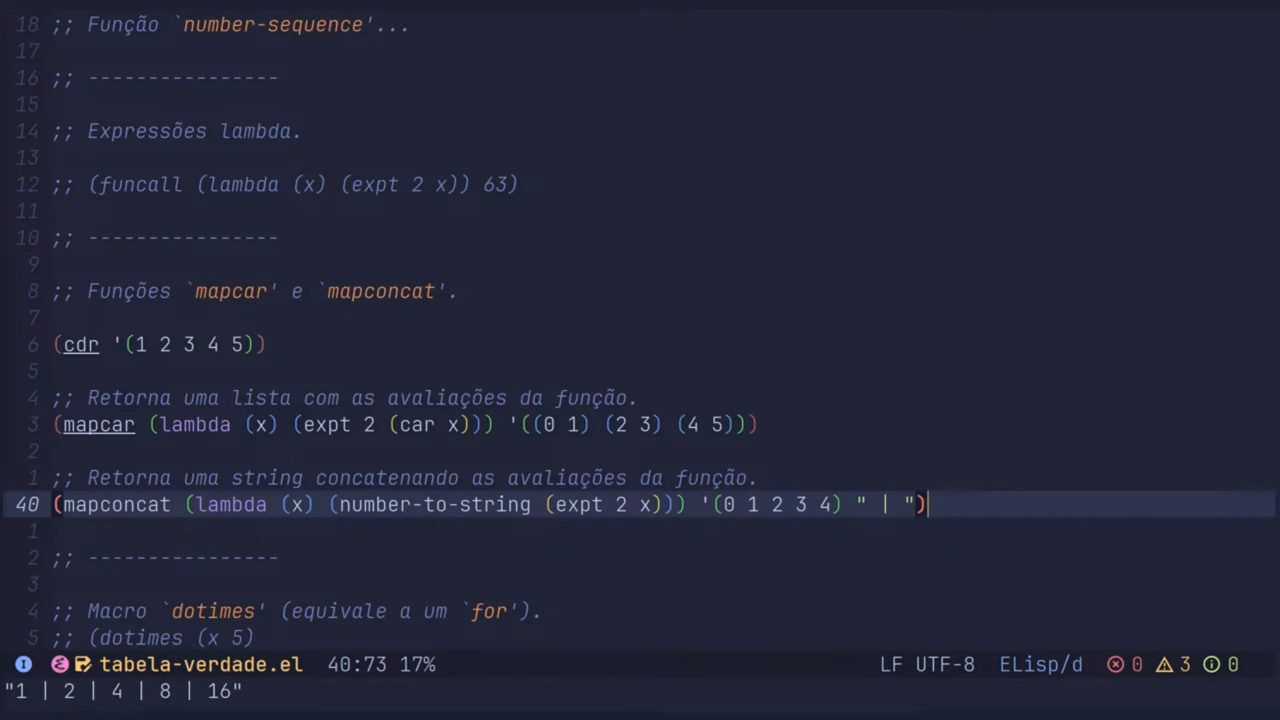 18 ;; Função `number-sequence'...
17
16 ;; ----------------
15
14 ;; Expressões lambda.
13
12 ;; (funcall (lambda (x) (expt 2 x)) 63)
11
10 ;; ----------------
9
8 ;; Funções `mapcar' e `mapconcat'.
7
6 (cdr '(1 2 3 4 5))
5
4 ;; Retorna uma lista com as avaliações da função.
3 (mapcar (lambda (x) (expt 2 (car x))) '((0 1) (2 3) (4 5)))
2
1 ;; Retorna uma string concatenando as avaliações da função.
40 (mapconcat (lambda (x) (number-to-string (expt 2 x))) '(0 1 2 3 4) " | ")
1
2 ;; ----------------
3
4 ;; Macro `dotimes' (equivale a um `for').
5 ;; (dotimes (x 5)
I tabela-verdade.el 40:73 17% LF UTF-8 ELisp/d 0 3 0
"1 | 2 | 4 | 8 | 16"